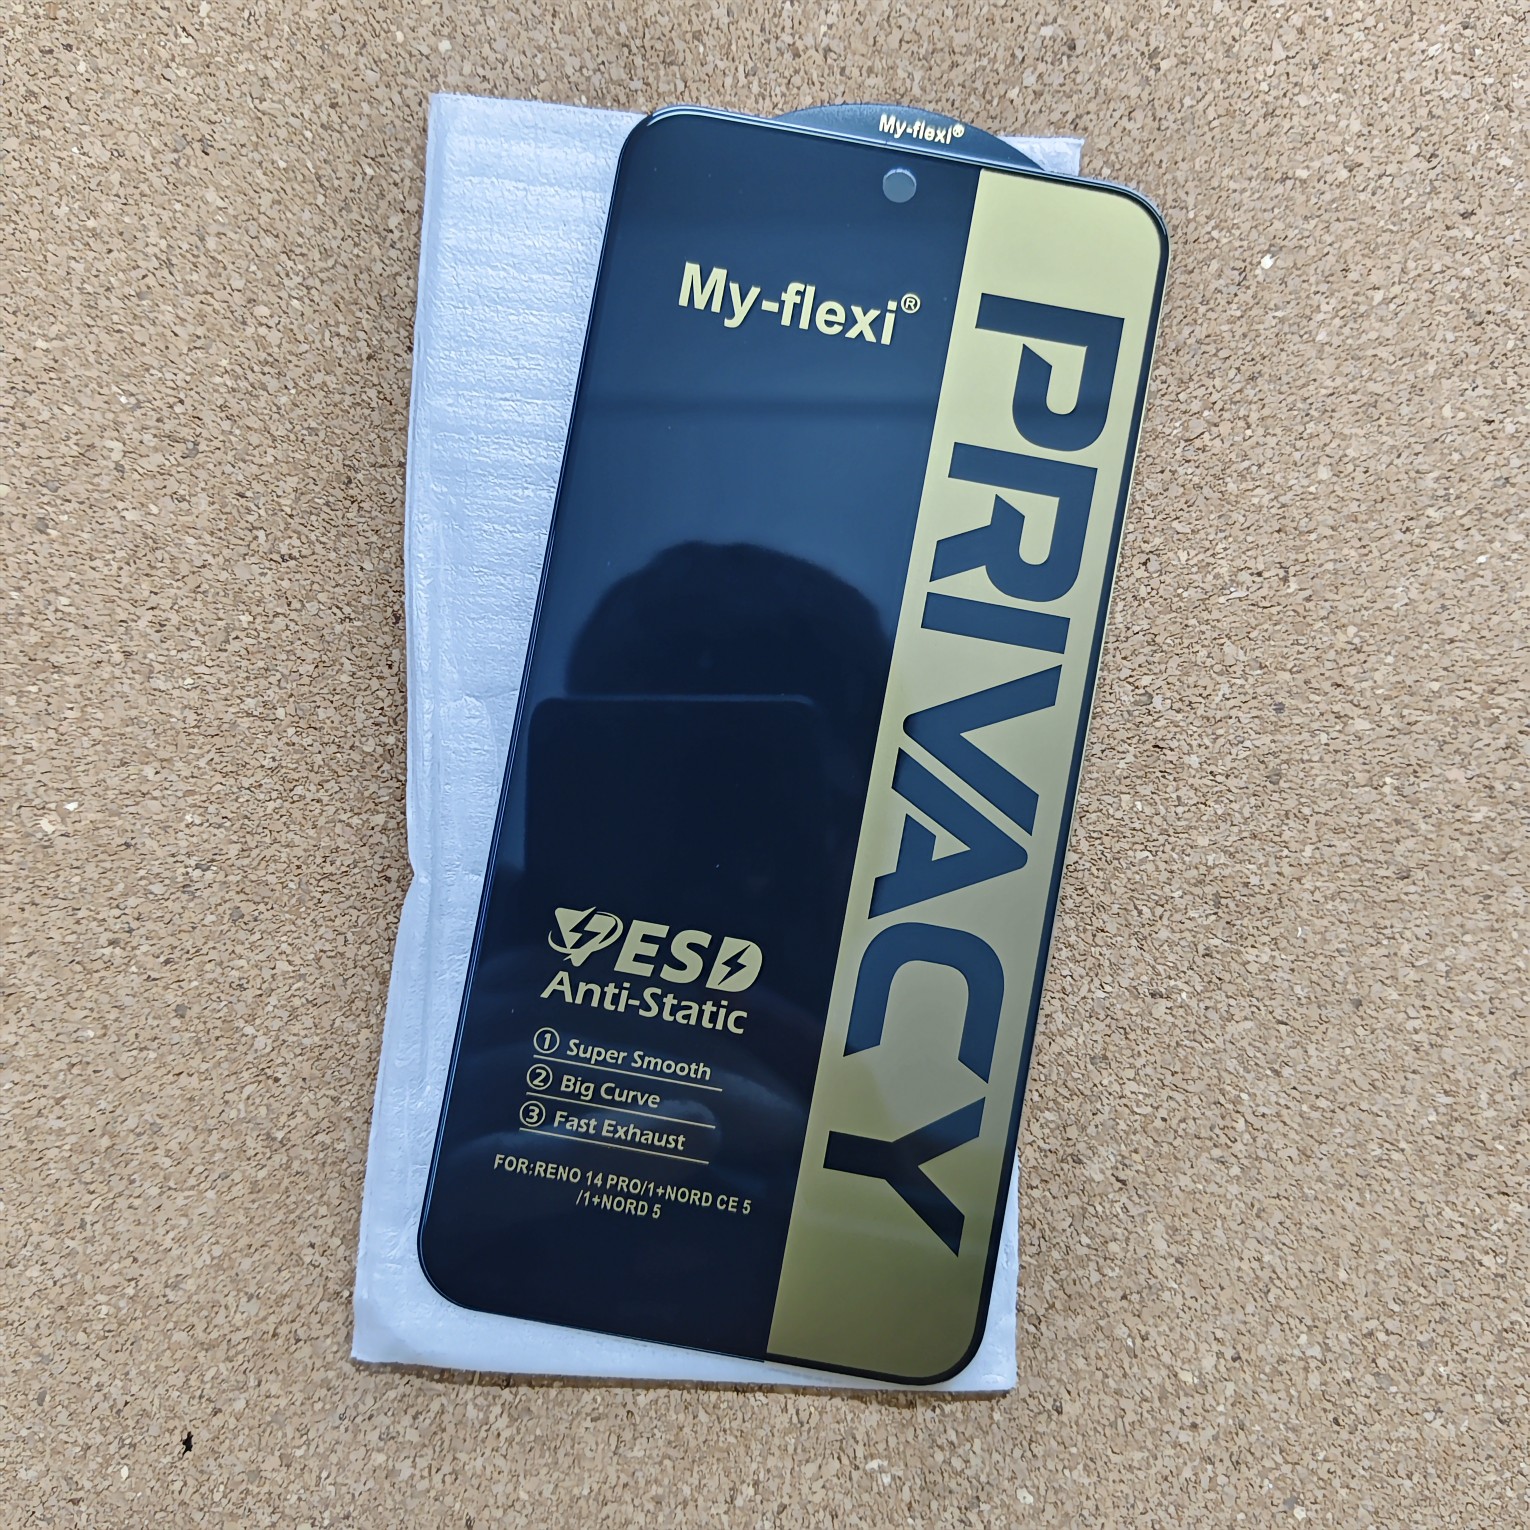 My-flexi®
My-flexi®
PRIVACY
ESD
Anti-Static
1 Super Smooth
2 Big Curve
3 Fast Exhaust
FOR:RENO 14 PRO/1+NORD CE 5
/1+NORD 5